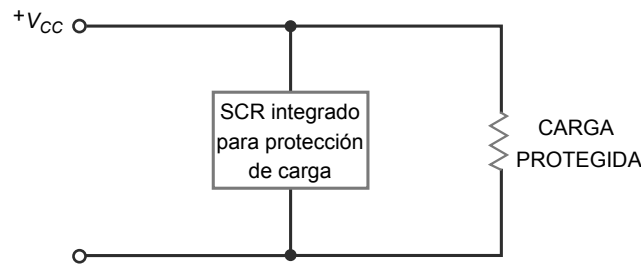 +VCC
SCR integrado
para protección
de carga
CARGA
PROTEGIDA